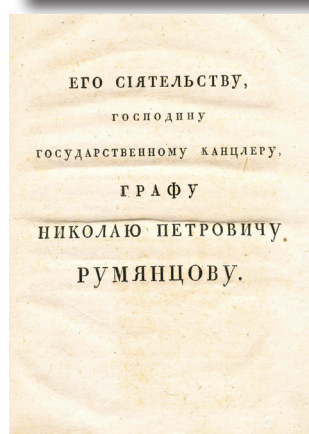 ЕГО СІЯТЕЛЬСТВУ,
ГОСПОДИНУ
ГОСУДАРСТВЕННОМУ КАНЦЛЕРУ,
ГРАФУ
НИКОЛАЮ ПЕТРОВИЧУ
РУМЯНЦОВУ.